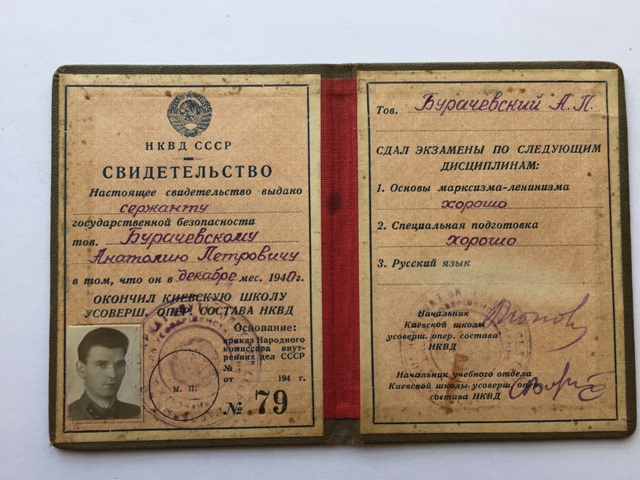 НКВД СССР
СВИДЕТЕЛЬСТВО
Настоящее свидетельство выдано
сержанту
государственной безопасности
тов. Бурачевскому
Анатолию Петровичу
в том, что он в декабре мес. 1940г.
ОКОНЧИЛ КИЕВСКУЮ ШКОЛУ
УСОВЕРШ. ОПЕР СОСТАВА НКВД
Основание:
приказ Народного
комиссара внут-
ренних дел СССР
№
от 194 г.
М. П.
№ 79
Тов. Бурачевский А.П.
СДАЛ ЭКЗАМЕНЫ ПО СЛЕДУЮЩИМ
ДИСЦИПЛИНАМ:
1. Основы марксизма-ленинизма
хорошо
2. Специальная подготовка
хорошо
3. Русский язык
Начальник
Киевской школы
усоверш. опер. состава
НКВД
Начальник учебного отдела
Киевской школы усоверш. опер.
состава НКВД